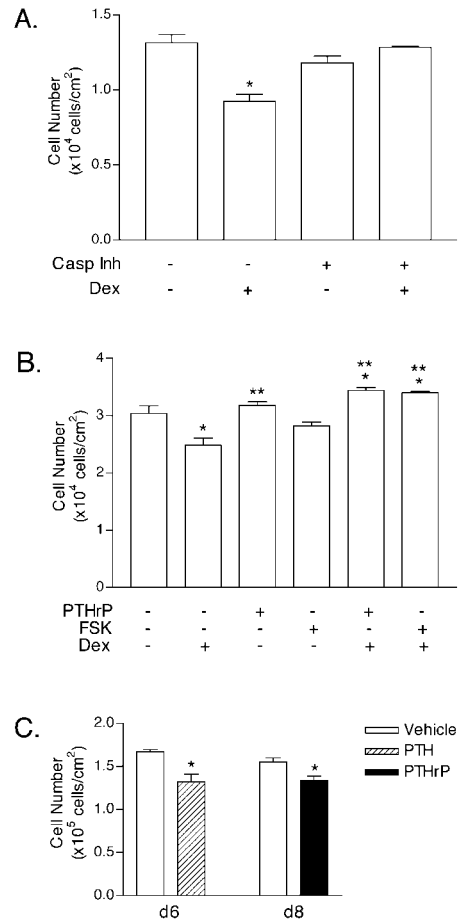 A.
Cell Number
(x10⁴ cells/cm²)
1.5
1.0
0.5
0.0
*
Casp Inh - - + +
Dex - + - +
B.
Cell Number
(x10⁴ cells/cm²)
4
3
2
1
0
*
**
**
*
**
*
PTHrP - - + - + -
FSK - - - + - +
Dex - + - - + +
C.
Cell Number
(x10⁵ cells/cm²)
2.0
1.5
1.0
1.5
0.0
*
*
d6 d8
Vehicle
PTH
PTHrP